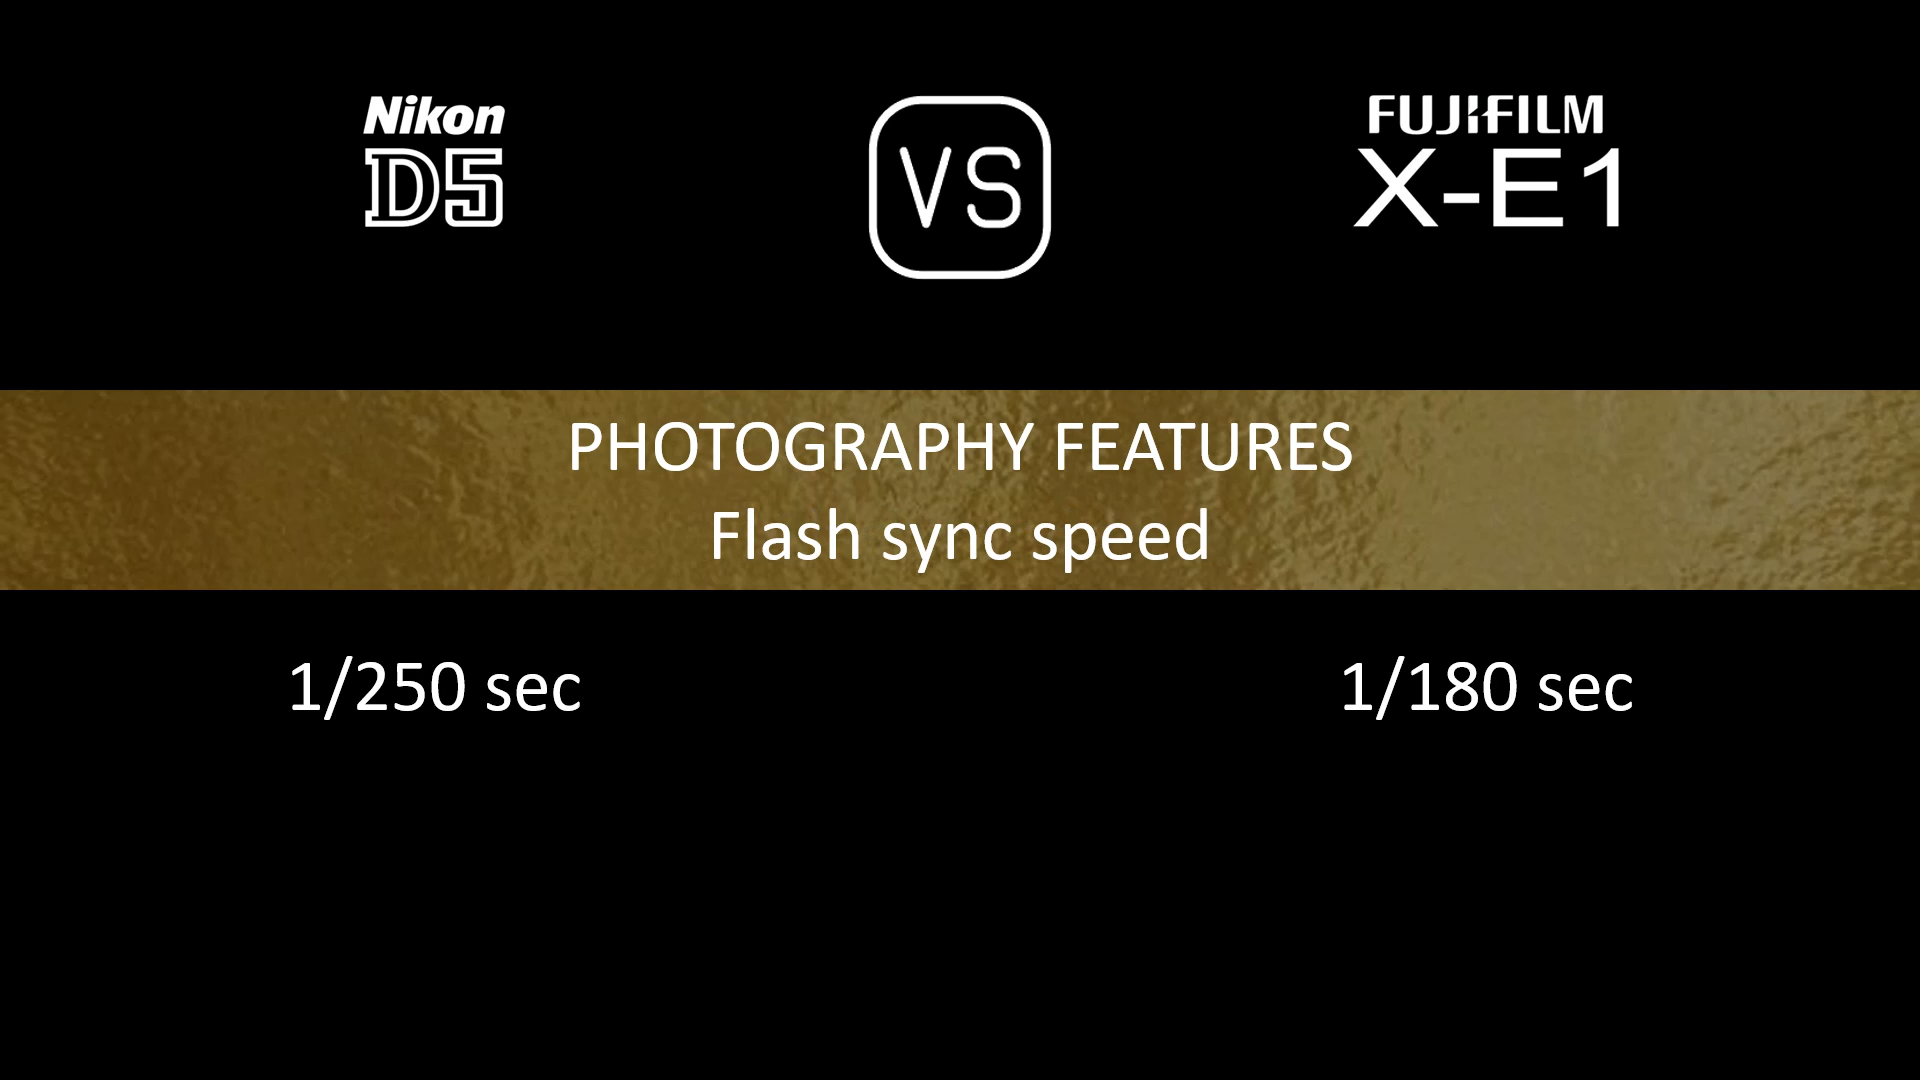 Nikon
D5
VS
FUJIFILM
X-E1
PHOTOGRAPHY FEATURES
Flash sync speed
1/250 sec
1/180 sec